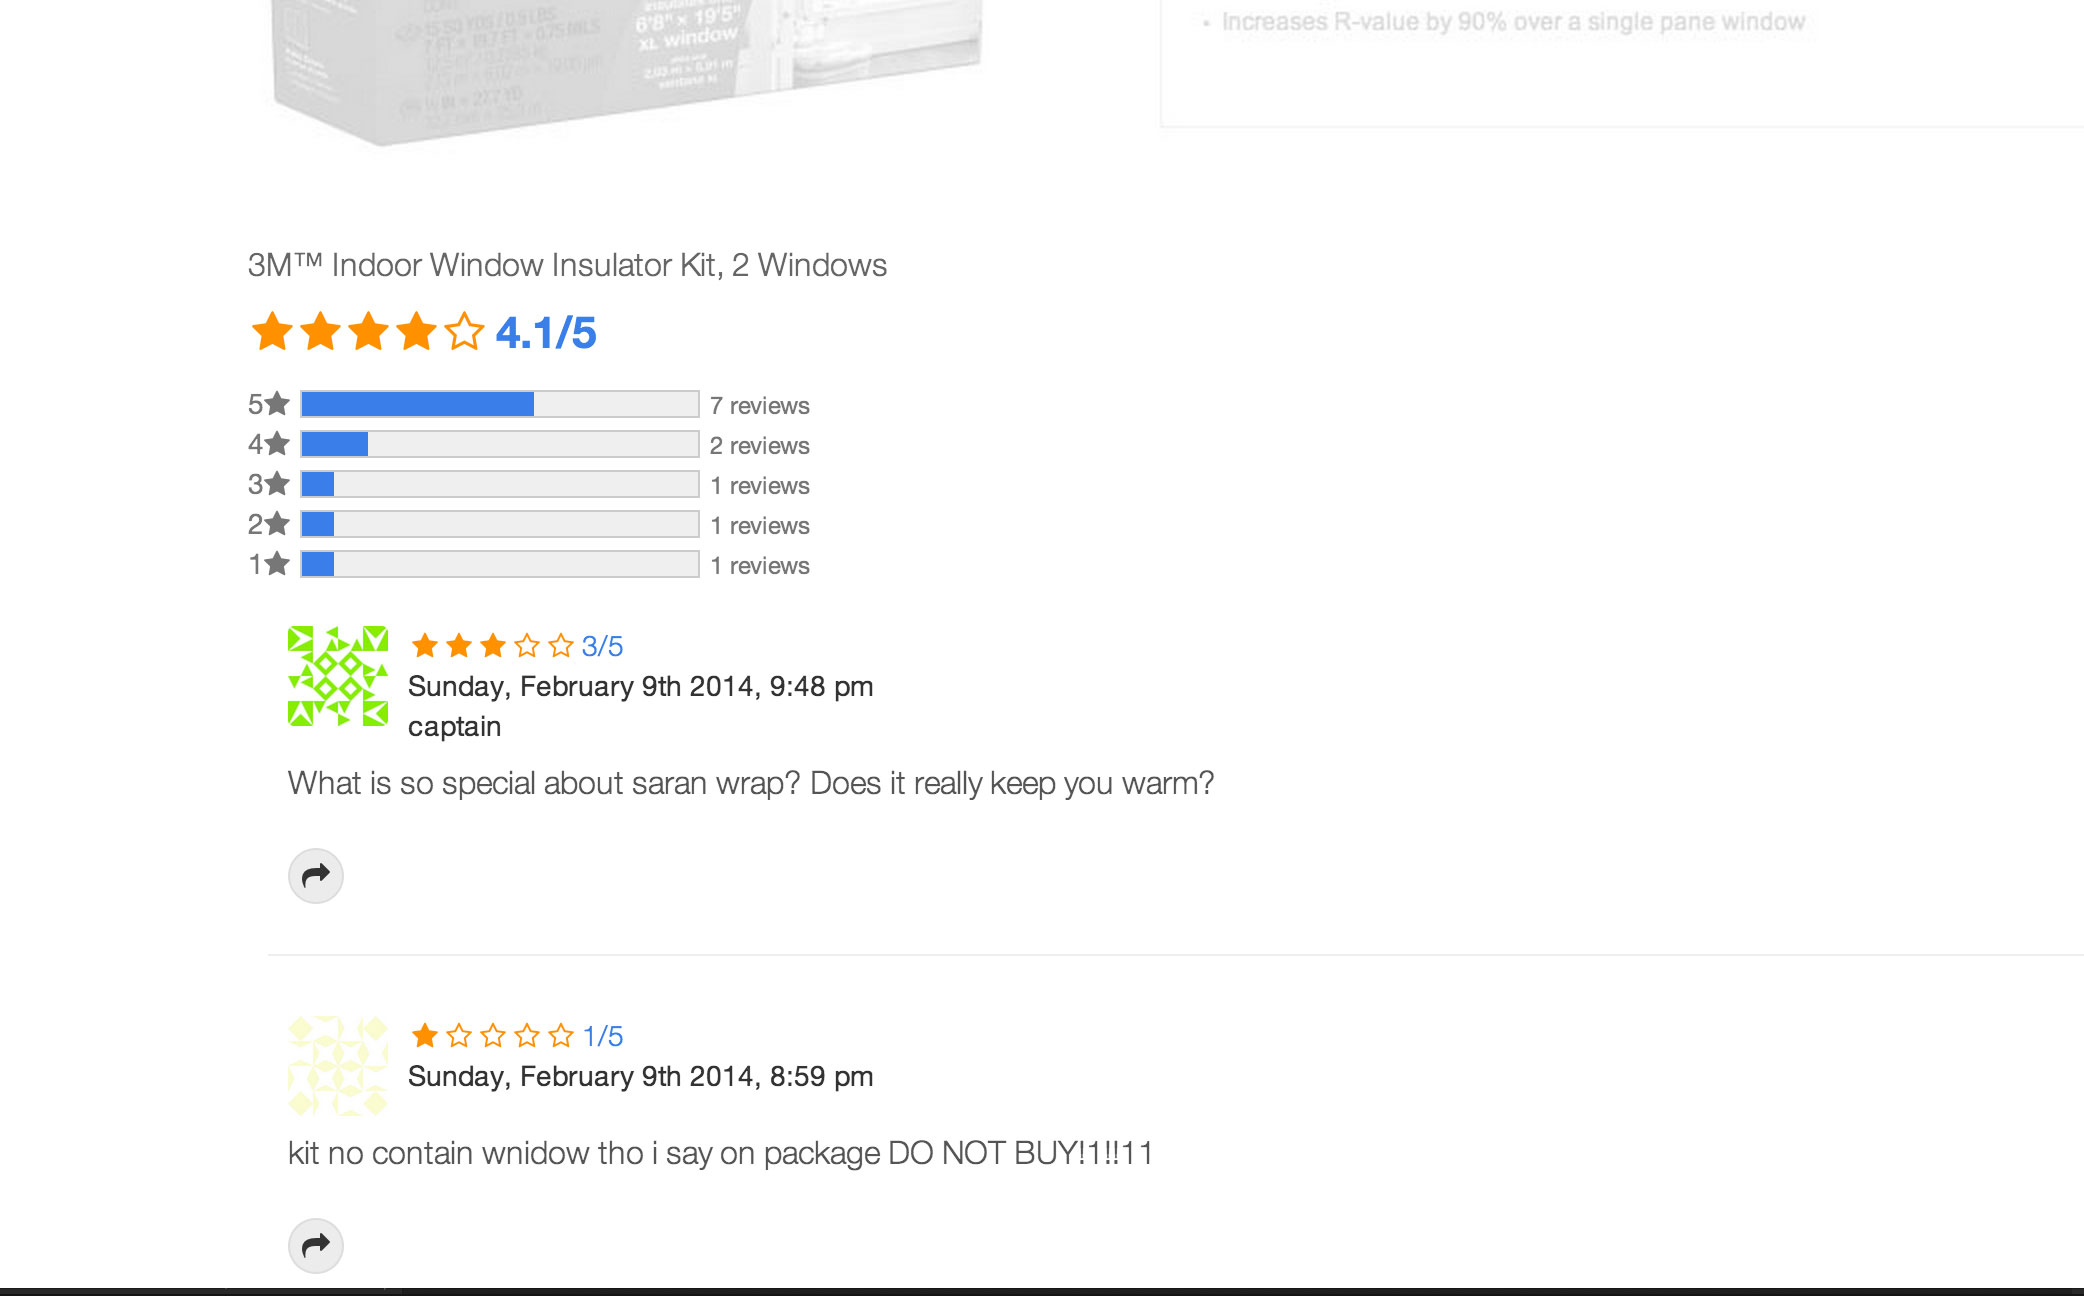 6'8" × 19'5"
XL window
• Increases R-value by 90% over a single pane window
3M™ Indoor Window Insulator Kit, 2 Windows
4.1/5
5★ 7 reviews
4★ 2 reviews
3★ 1 reviews
2★ 1 reviews
1★ 1 reviews
3/5
Sunday, February 9th 2014, 9:48 pm
captain
What is so special about saran wrap? Does it really keep you warm?
1/5
Sunday, February 9th 2014, 8:59 pm
kit no contain wnidow tho i say on package DO NOT BUY!1!!11